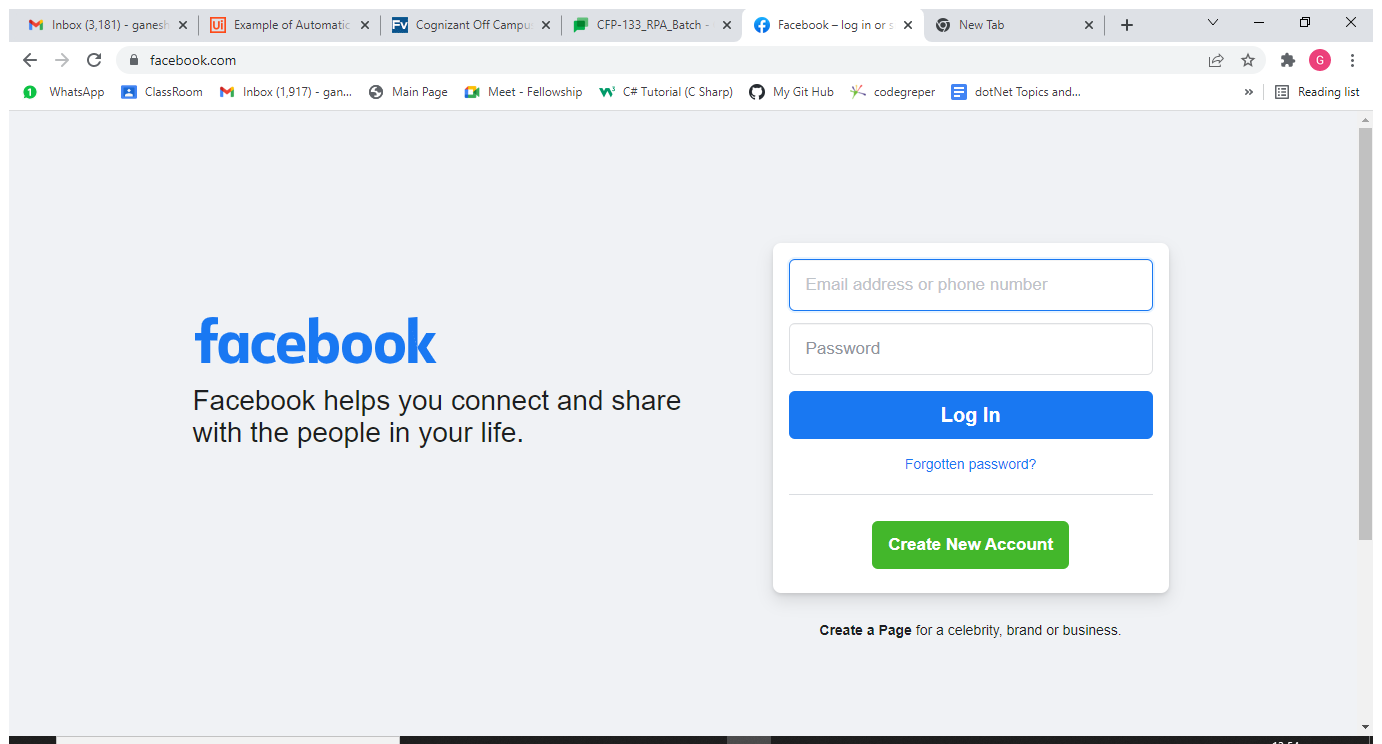 Inbox (3,181) - ganesh
Example of Automatic
Cognizant Off Campu
CFP-133_RPA_Batch -
Facebook – log in or s
New Tab
facebook.com
G
1 WhatsApp
ClassRoom
Inbox (1,917) - gan...
Main Page
Meet - Fellowship
C# Tutorial (C Sharp)
My Git Hub
codegreper
dotNet Topics and...
»
Reading list
Email address or phone number
facebook
Password
Facebook helps you connect and share
with the people in your life.
Log In
Forgotten password?
Create New Account
Create a Page for a celebrity, brand or business.